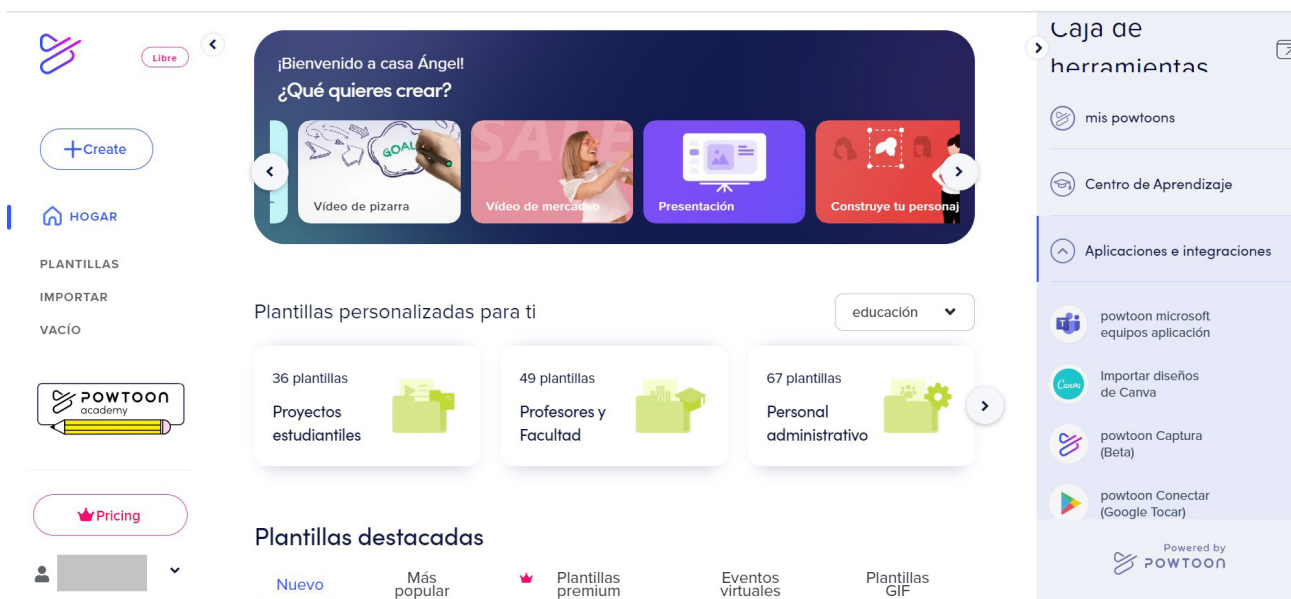 Libre
+Create
HOGAR
PLANTILLAS
IMPORTAR
VACÍO
POWTOON
academy
Pricing
¡Bienvenido a casa Ángel!
¿Qué quieres crear?
GOAL
Vídeo de pizarra
SALE
Vídeo de mercadeo
Presentación
Construye tu personaj
Plantillas personalizadas para ti
educación
36 plantillas
Proyectos
estudiantiles
49 plantillas
Profesores y
Facultad
67 plantillas
Personal
administrativo
Plantillas destacadas
Nuevo
Más
popular
Plantillas
premium
Eventos
virtuales
Plantillas
GIF
Caja de
herramientas
mis powtoons
Centro de Aprendizaje
Aplicaciones e integraciones
powtoon microsoft
equipos aplicación
Canva
Importar diseños
de Canva
powtoon Captura
(Beta)
powtoon Conectar
(Google Tocar)
Powered by
POWTOON